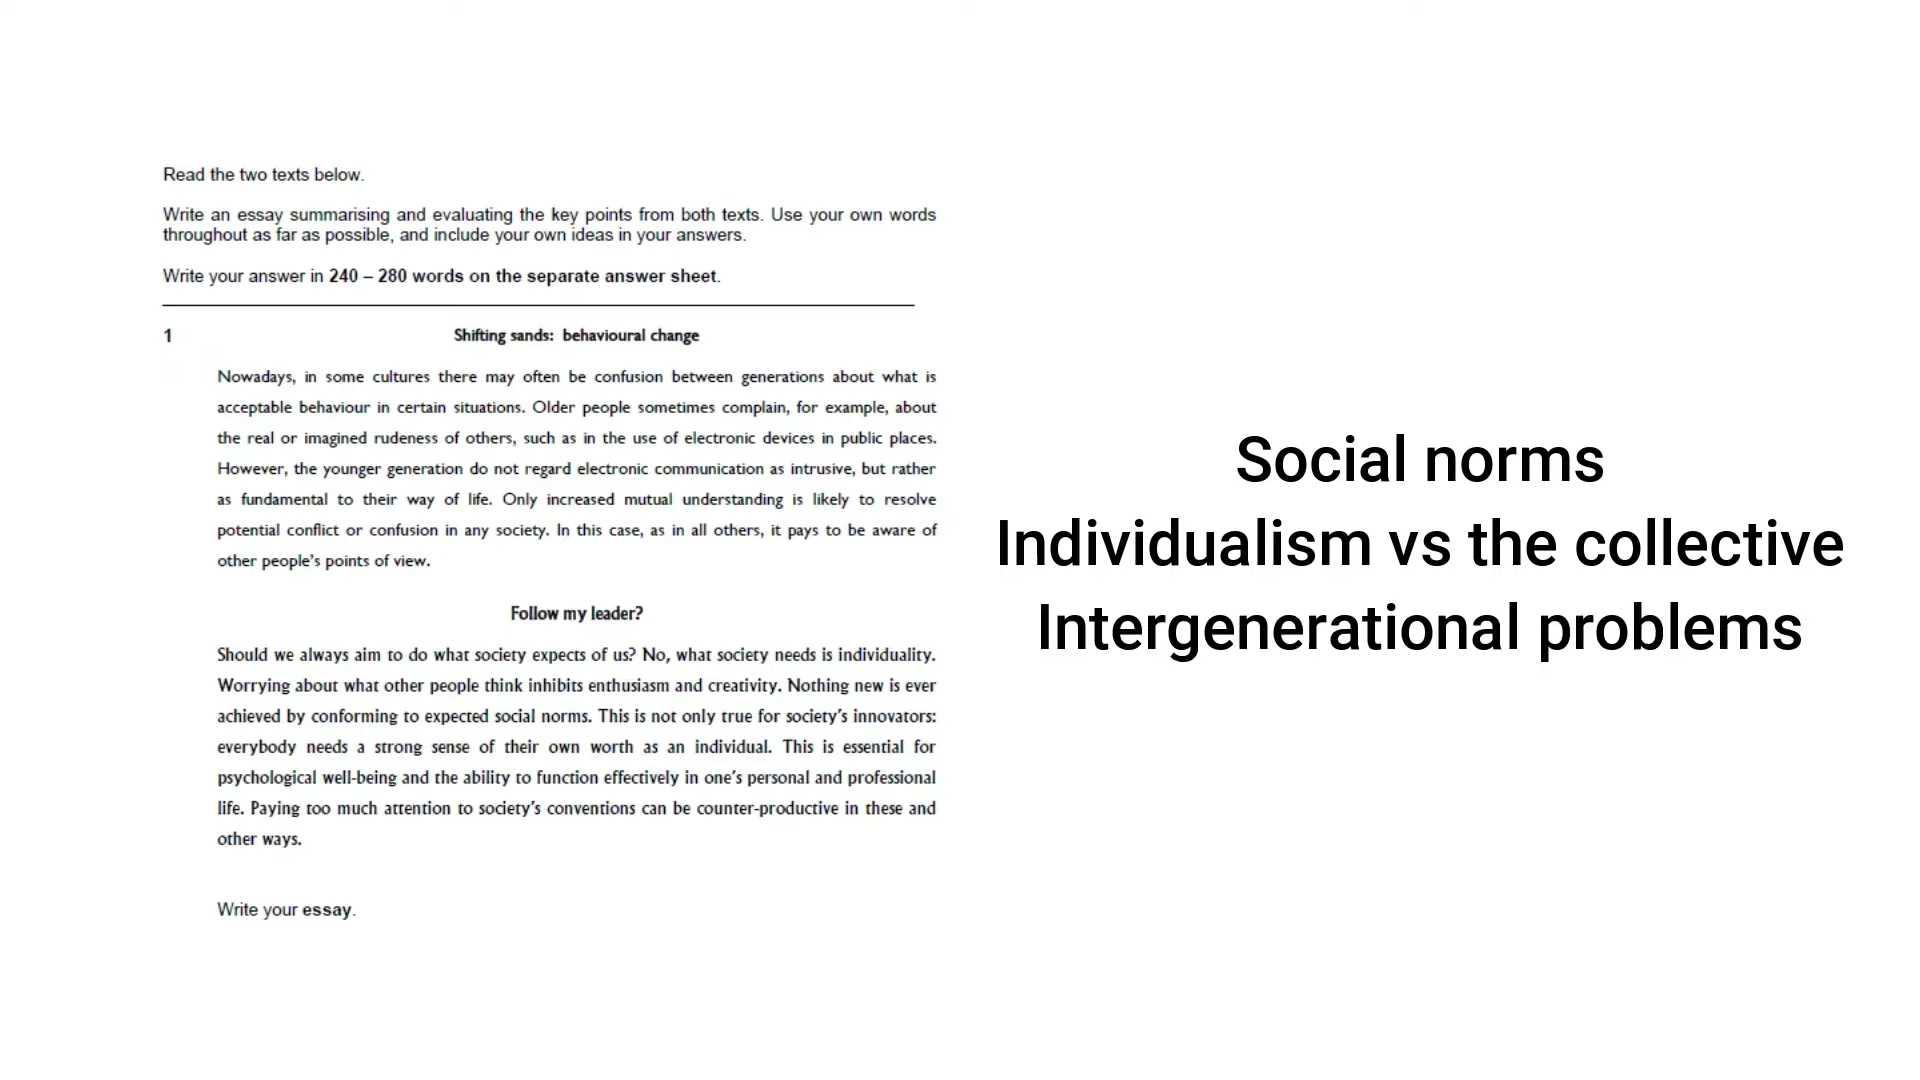 Read the two texts below.
Write an essay summarising and evaluating the key points from both texts. Use your own words
throughout as far as possible, and include your own ideas in your answers.
Write your answer in 240 – 280 words on the separate answer sheet.
1
Shifting sands: behavioural change
Nowadays, in some cultures there may often be confusion between generations about what is
acceptable behaviour in certain situations. Older people sometimes complain, for example, about
the real or imagined rudeness of others, such as in the use of electronic devices in public places.
However, the younger generation do not regard electronic communication as intrusive, but rather
as fundamental to their way of life. Only increased mutual understanding is likely to resolve
potential conflict or confusion in any society. In this case, as in all others, it pays to be aware of
other people's points of view.
Follow my leader?
Should we always aim to do what society expects of us? No, what society needs is individuality.
Worrying about what other people think inhibits enthusiasm and creativity. Nothing new is ever
achieved by conforming to expected social norms. This is not only true for society's innovators:
everybody needs a strong sense of their own worth as an individual. This is essential for
psychological well-being and the ability to function effectively in one's personal and professional
life. Paying too much attention to society's conventions can be counter-productive in these and
other ways.
Write your essay.
Social norms
Individualism vs the collective
Intergenerational problems